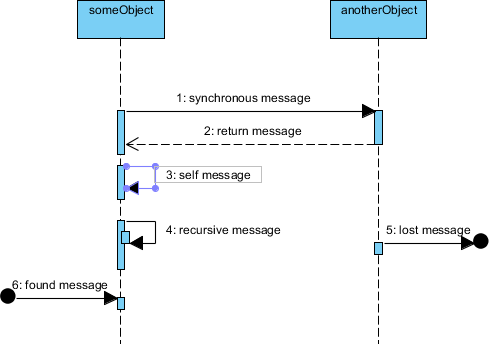 someObject
anotherObject
1: synchronous message
2: return message
3: self message
4: recursive message
5: lost message
6: found message